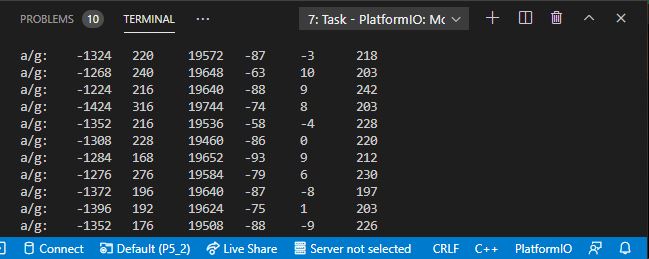 PROBLEMS 10 TERMINAL ··· 7: Task - PlatformIO: Mc
a/g: -1324 220 19572 -87 -3 218
a/g: -1268 240 19648 -63 10 203
a/g: -1224 216 19640 -88 9 242
a/g: -1424 316 19744 -74 8 203
a/g: -1352 216 19536 -58 -4 228
a/g: -1308 228 19460 -86 0 220
a/g: -1284 168 19652 -93 9 212
a/g: -1276 276 19584 -79 6 230
a/g: -1372 196 19640 -87 -8 197
a/g: -1396 192 19624 -75 1 203
a/g: -1352 176 19508 -88 -9 226
Connect Default (P5_2) Live Share Server not selected CRLF C++ PlatformIO